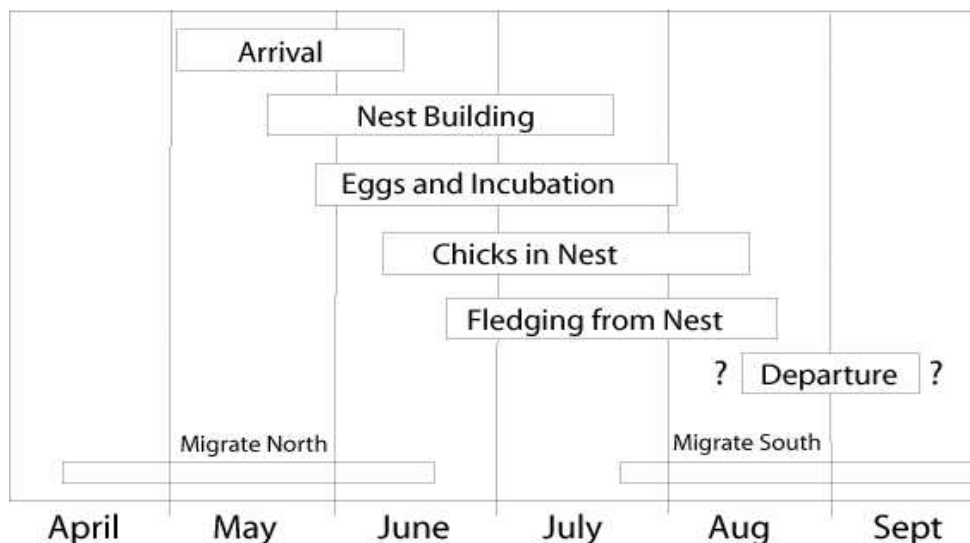 Arrival
Nest Building
Eggs and Incubation
Chicks in Nest
Fledging from Nest
? Departure ?
Migrate North
Migrate South
April May June July Aug Sept